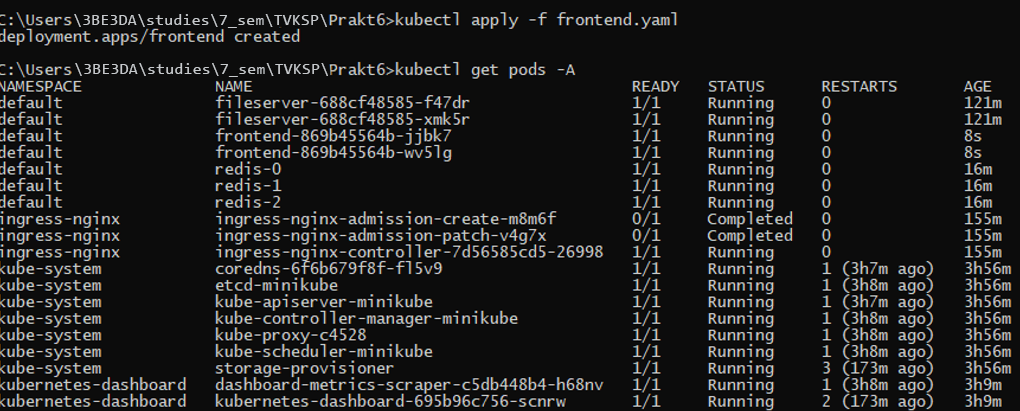 C:\Users\3BE3DA\studies\7_sem\TVKSP\Prakt6>kubectl apply -f frontend.yaml
deployment.apps/frontend created
C:\Users\3BE3DA\studies\7_sem\TVKSP\Prakt6>kubectl get pods -A
NAMESPACE NAME READY STATUS RESTARTS AGE
default fileserver-688cf48585-f47dr 1/1 Running 0 121m
default fileserver-688cf48585-xmk5r 1/1 Running 0 121m
default frontend-869b45564b-jjbk7 1/1 Running 0 8s
default frontend-869b45564b-wv5lg 1/1 Running 0 8s
default redis-0 1/1 Running 0 16m
default redis-1 1/1 Running 0 16m
default redis-2 1/1 Running 0 16m
ingress-nginx ingress-nginx-admission-create-m8m6f 0/1 Completed 0 155m
ingress-nginx ingress-nginx-admission-patch-v4g7x 0/1 Completed 0 155m
ingress-nginx ingress-nginx-controller-7d56585cd5-26998 1/1 Running 0 155m
kube-system coredns-6f6b679f8f-fl5v9 1/1 Running 1 (3h7m ago) 3h56m
kube-system etcd-minikube 1/1 Running 1 (3h8m ago) 3h56m
kube-system kube-apiserver-minikube 1/1 Running 1 (3h7m ago) 3h56m
kube-system kube-controller-manager-minikube 1/1 Running 1 (3h8m ago) 3h56m
kube-system kube-proxy-c4528 1/1 Running 1 (3h8m ago) 3h56m
kube-system kube-scheduler-minikube 1/1 Running 1 (3h8m ago) 3h56m
kube-system storage-provisioner 1/1 Running 3 (173m ago) 3h56m
kubernetes-dashboard dashboard-metrics-scraper-c5db448b4-h68nv 1/1 Running 1 (3h8m ago) 3h9m
kubernetes-dashboard kubernetes-dashboard-695b96c756-scnrw 1/1 Running 2 (173m ago) 3h9m